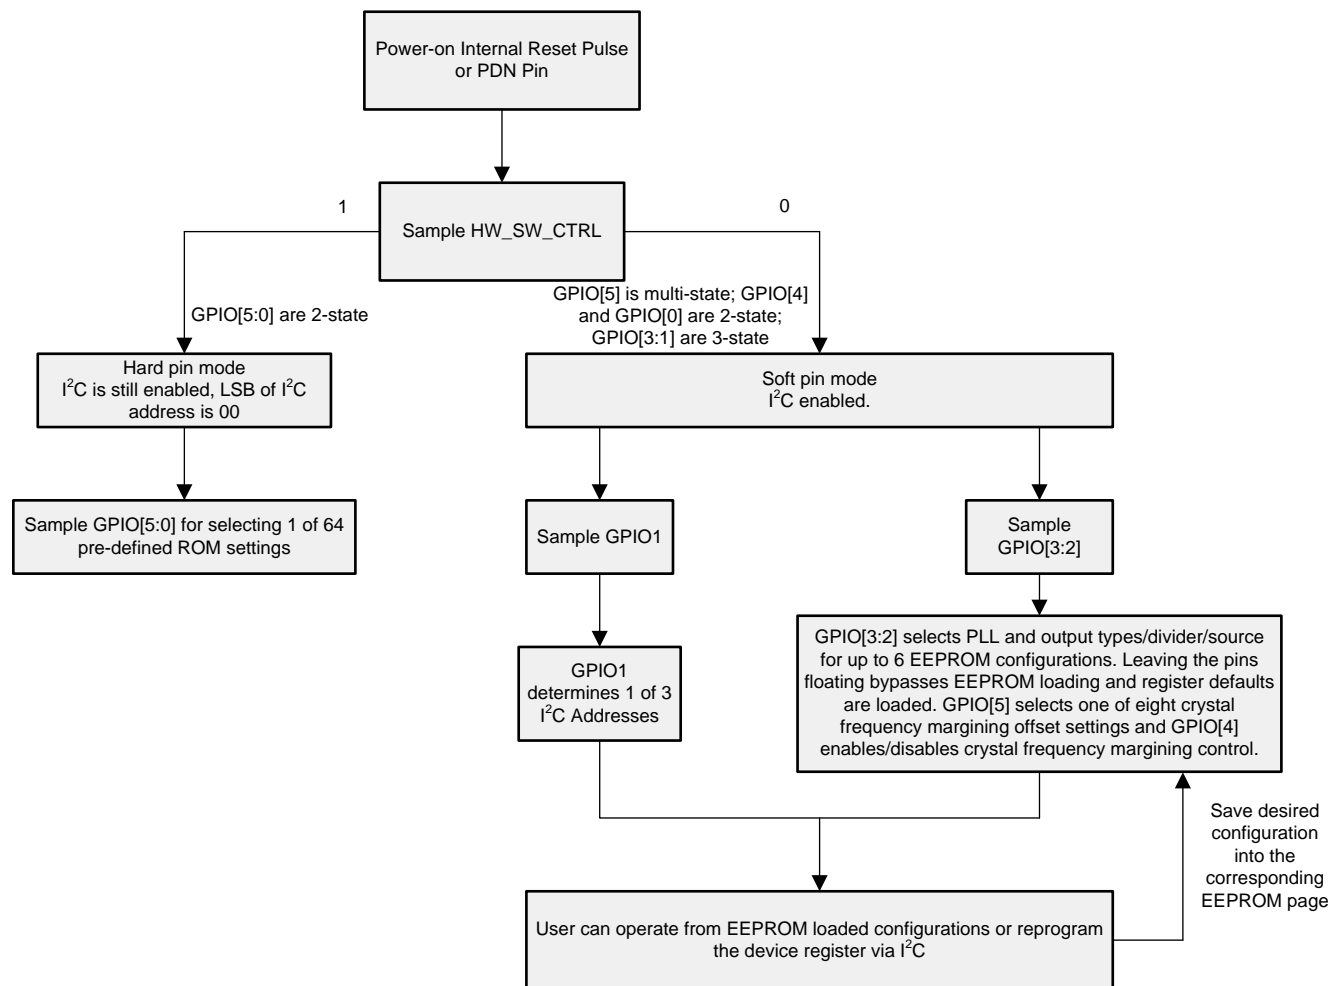 Power-on Internal Reset Pulse
or PDN Pin
1
0
Sample HW_SW_CTRL
GPIO[5:0] are 2-state
GPIO[5] is multi-state; GPIO[4]
and GPIO[0] are 2-state;
GPIO[3:1] are 3-state
Hard pin mode
I²C is still enabled, LSB of I²C
address is 00
Soft pin mode
I²C enabled.
Sample GPIO[5:0] for selecting 1 of 64
pre-defined ROM settings
Sample GPIO1
Sample
GPIO[3:2]
GPIO1
determines 1 of 3
I²C Addresses
GPIO[3:2] selects PLL and output types/divider/source
for up to 6 EEPROM configurations. Leaving the pins
floating bypasses EEPROM loading and register defaults
are loaded. GPIO[5] selects one of eight crystal
frequency margining offset settings and GPIO[4]
enables/disables crystal frequency margining control.
Save desired
configuration
into the
corresponding
EEPROM page
User can operate from EEPROM loaded configurations or reprogram
the device register via I²C